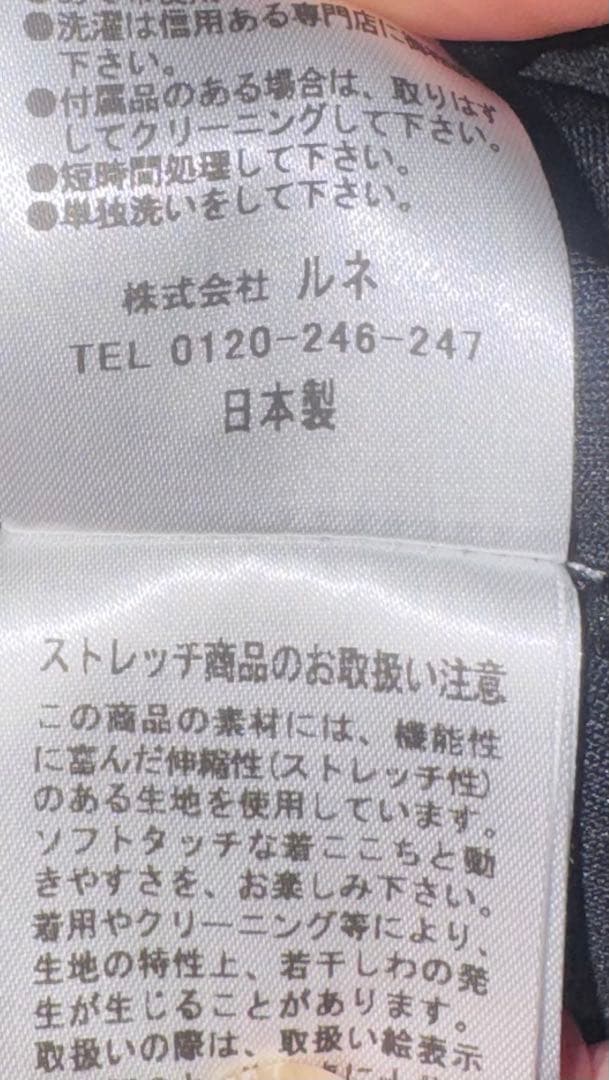 ●洗濯は信用ある専門店に
下さい。
●付属品のある場合は、取りはず
してクリーニングして下さい。
●短時間処理して下さい。
●単独洗いをして下さい。
株式会社 ルネ
TEL 0120-246-247
日本製
ストレッチ商品のお取扱い注意
この商品の素材には、機能性
に富んだ伸縮性(ストレッチ性)
のある生地を使用しています。
ソフトタッチな着ここちと動
きやすさを、お楽しみ下さい。
着用やクリーニング等により、
生地の特性上、若干しわの発
生が生じることがあります。
取扱いの際は、取扱い絵表示